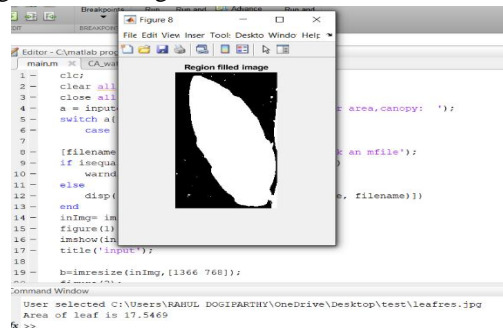 Breakpoints Run Run and Advance Run and
EDIT BREAKPOIN
Figure 8
File Edit View Inser Tool: Deskto Windo Help
Editor - C:\matlab prog
main.m CA_wat
Region filled image
1 clc;
2 clear all
3 close all
4 a = input r area,canopy: ');
5 switch a(
6 case
7
8 [filename k an mfile');
9 if isequa )
10 warnd
11 else
12 disp( e, filename)])
13 end
14 inImg= im
15 figure(1)
16 imshow(in
17 title('input');
18
19 b=imresize(inImg,[1366 768]);
20
Command Window
User selected C:\Users\RAHUL DOGIPARTHY\OneDrive\Desktop\test\leafres.jpg
Area of leaf is 17.5469
fx >>